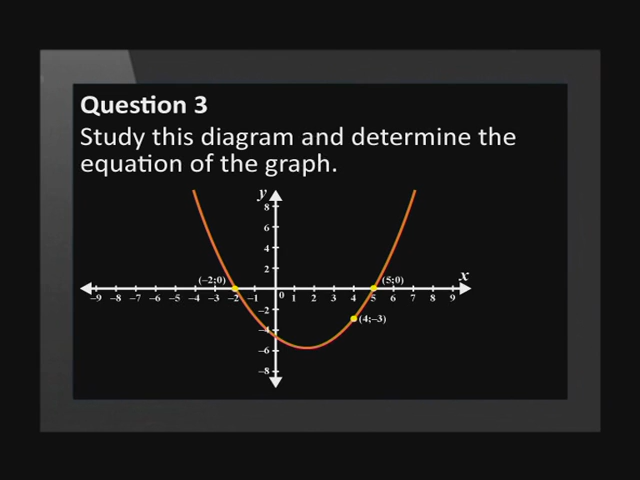 Question 3
Study this diagram and determine the
equation of the graph.
y
8
6
4
2
(–2;0) (5;0) x
–9 –8 –7 –6 –5 –4 –3 –2 –1 0 1 2 3 4 5 6 7 8 9
–2
(4;–3)
–4
–6
–8